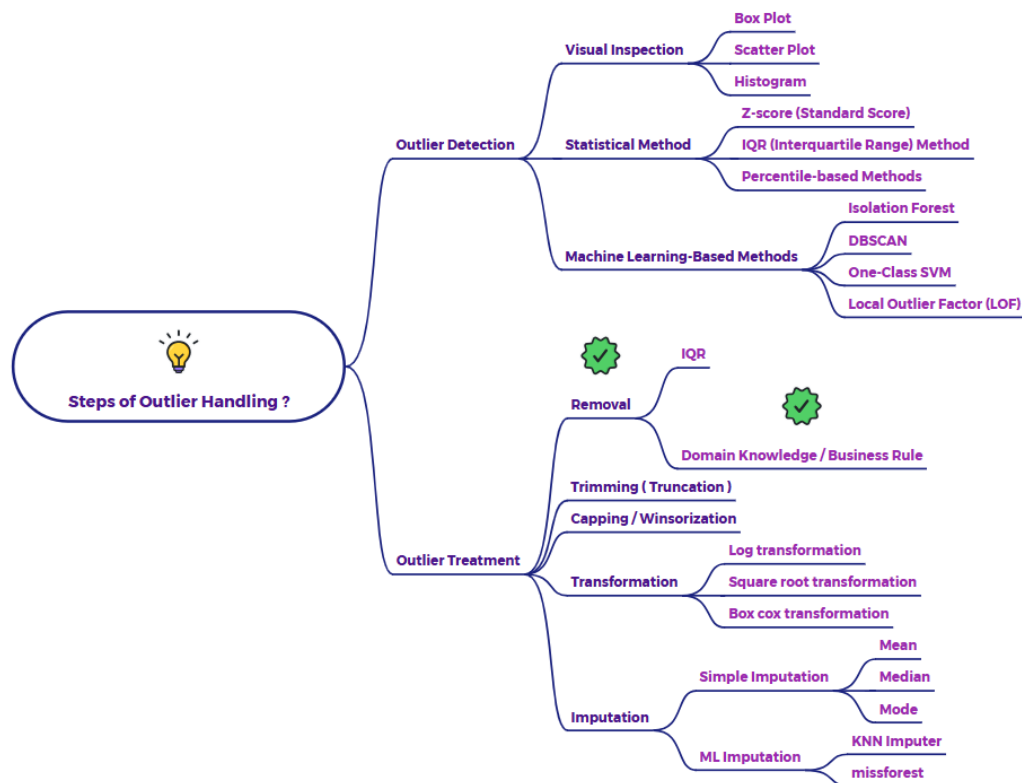 Steps of Outlier Handling ?
Outlier Detection
Visual Inspection
Box Plot
Scatter Plot
Histogram
Statistical Method
Z-score (Standard Score)
IQR (Interquartile Range) Method
Percentile-based Methods
Machine Learning-Based Methods
Isolation Forest
DBSCAN
One-Class SVM
Local Outlier Factor (LOF)
Outlier Treatment
Removal
IQR
Domain Knowledge / Business Rule
Trimming ( Truncation )
Capping / Winsorization
Transformation
Log transformation
Square root transformation
Box cox transformation
Imputation
Simple Imputation
Mean
Median
Mode
ML Imputation
KNN Imputer
missforest